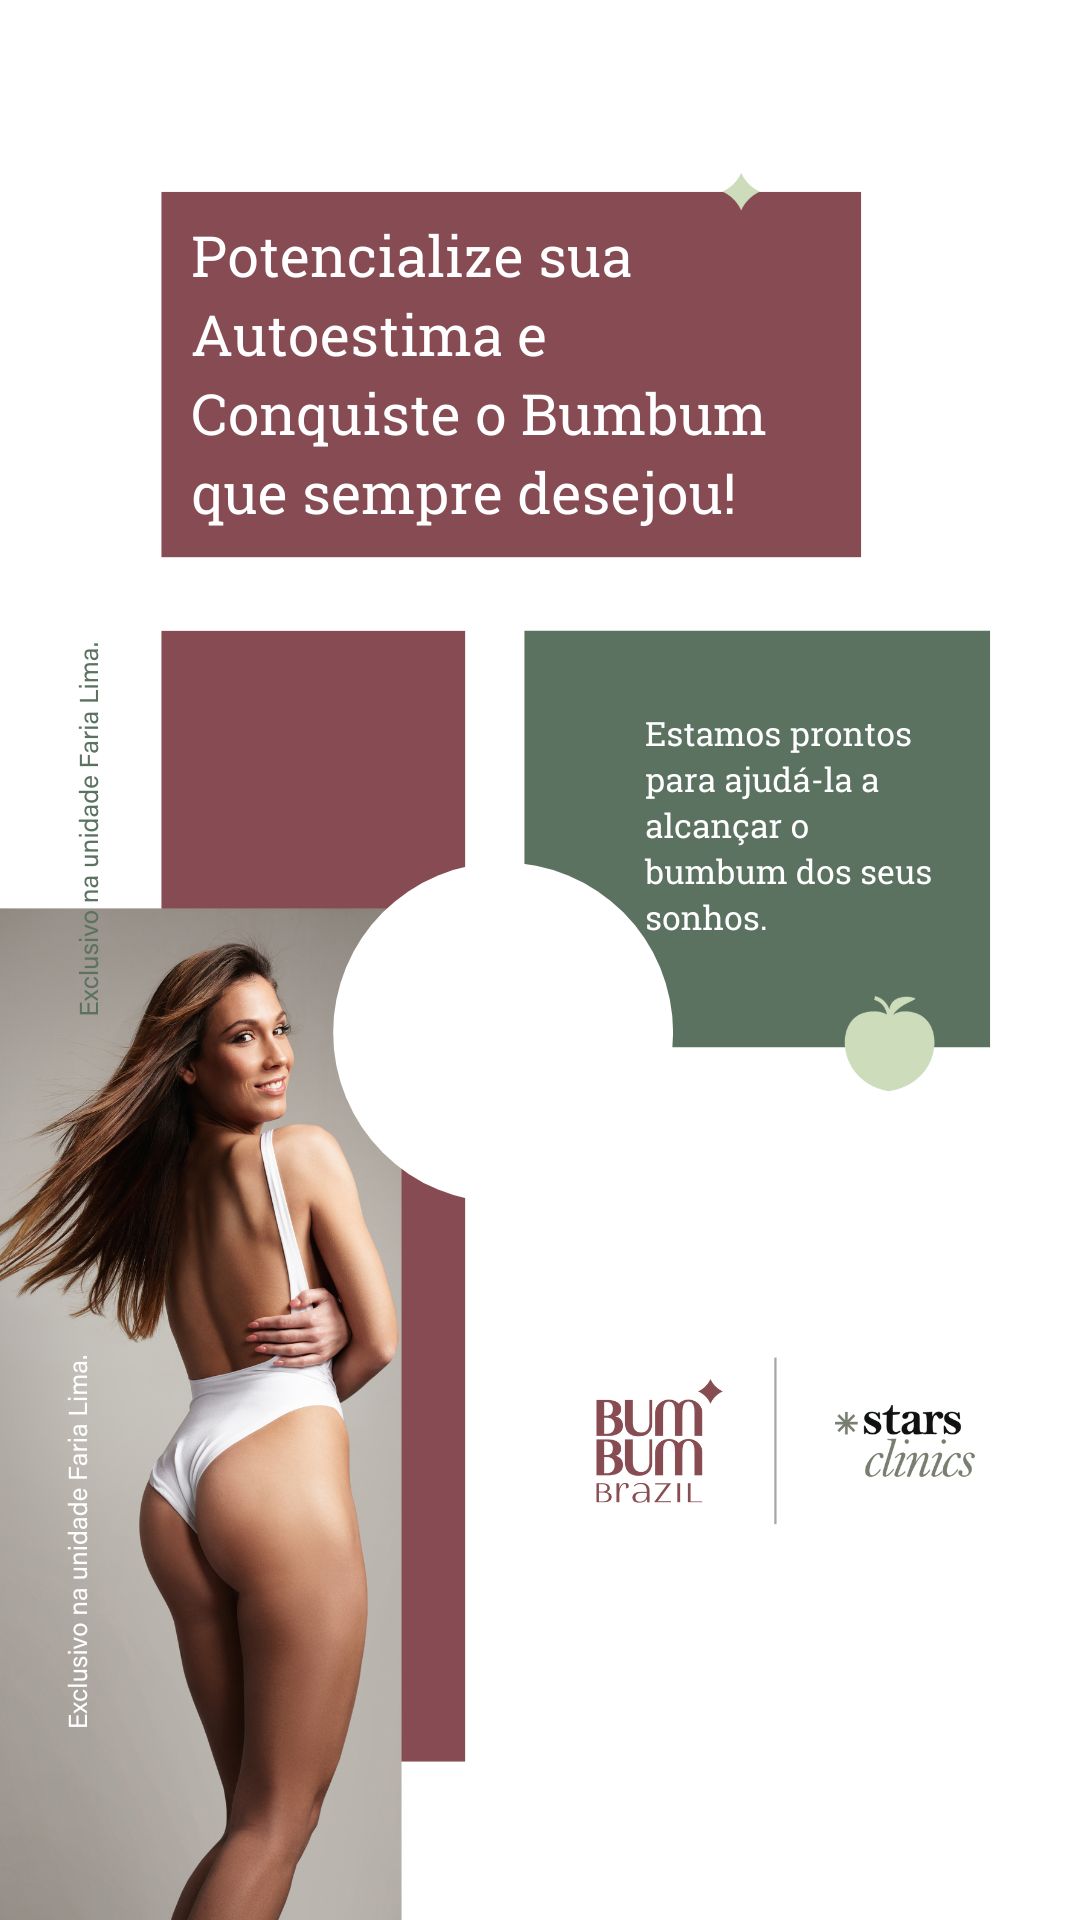 Potencialize sua
Autoestima e
Conquiste o Bumbum
que sempre desejou!
Exclusivo na unidade Faria Lima.
Estamos prontos
para ajudá-la a
alcançar o
bumbum dos seus
sonhos.
Exclusivo na unidade Faria Lima.
BUM
BUM
BrazIL
stars
clinics